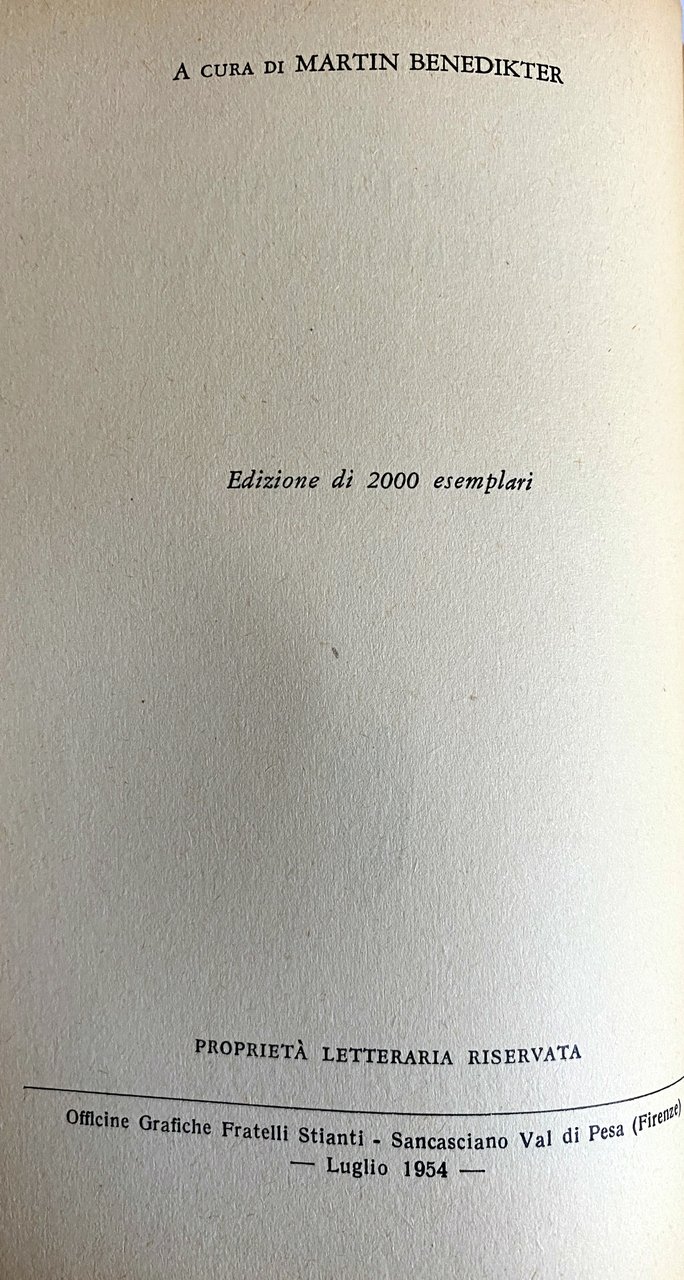 A CURA DI MARTIN BENEDIKTER
Edizione di 2000 esemplari
PROPRIETÀ LETTERARIA RISERVATA
Officine Grafiche Fratelli Stianti - Sancasciano Val di Pesa (Firenze)
— Luglio 1954 —